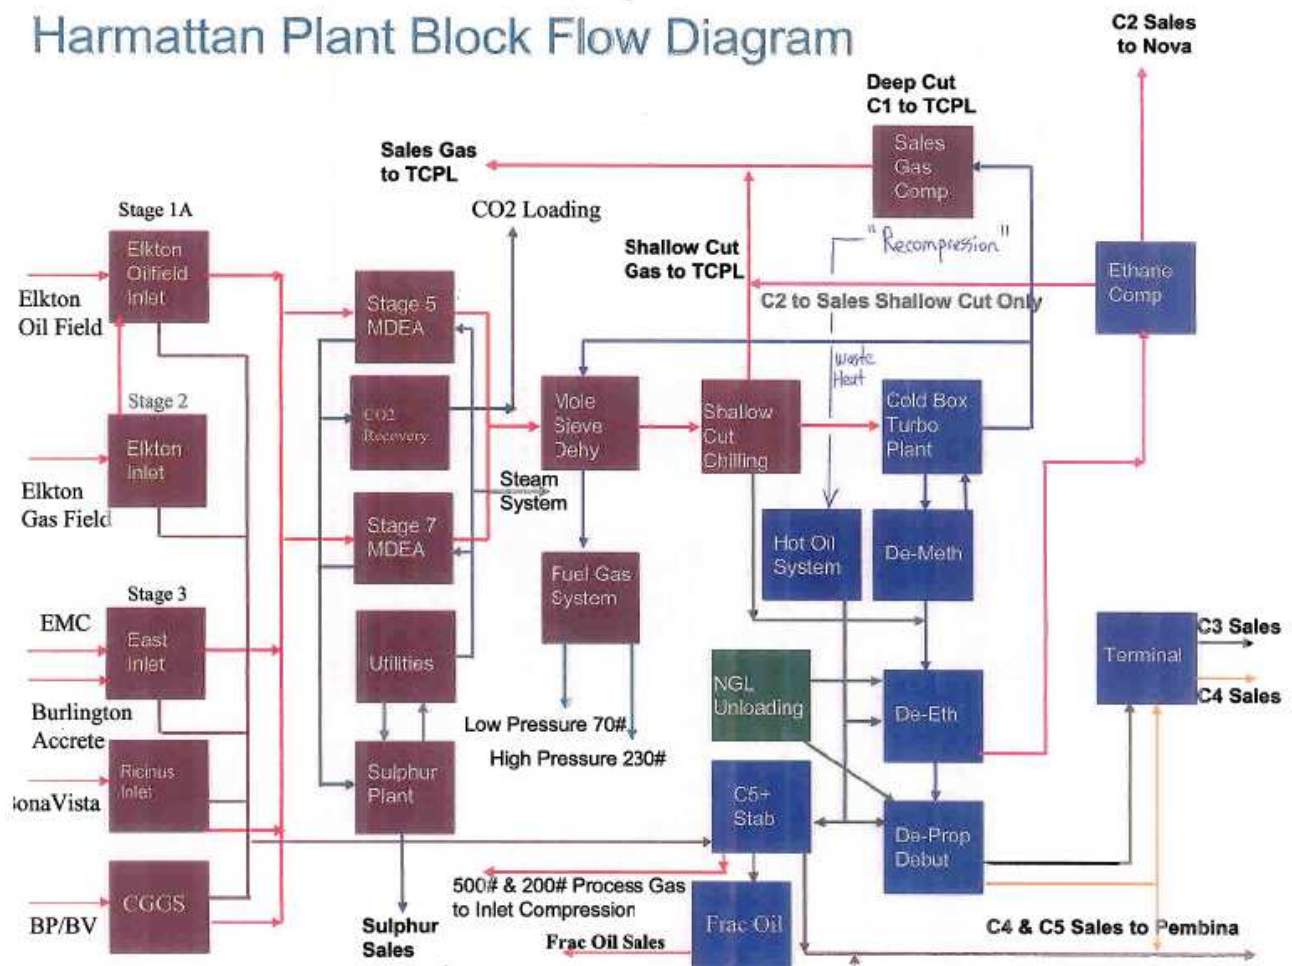 Harmattan Plant Block Flow Diagram
C2 Sales
to Nova
Deep Cut
C1 to TCPL
Sales
Gas
Comp
Sales Gas
to TCPL
CO2 Loading
Stage 1A
Elkton
Oilfield
Inlet
Elkton
Oil Field
"Recompression"
Shallow Cut
Gas to TCPL
C2 to Sales Shallow Cut Only
Ethane
Comp
Stage 5
MDEA
Waste
Heat
Stage 2
Elkton
Inlet
Elkton
Gas Field
CO2
Recovery
Mole
Sieve
Dehy
Shallow
Cut
Chilling
Cold Box
Turbo
Plant
Steam
System
Stage 7
MDEA
Hot Oil
System
De-Meth
Fuel Gas
System
Stage 3
EMC
East
Inlet
Burlington
Accrete
Utilities
NGL
Unloading
De-Eth
Terminal
C3 Sales
C4 Sales
Low Pressure 70#
High Pressure 230#
Ricinus
Inlet
onaVista
Sulphur
Plant
C5+
Stab
De-Prop
Debut
CGGS
BP/BV
500# & 200# Process Gas
to Inlet Compression
Sulphur
Sales
Frac Oil
Frac Oil Sales
C4 & C5 Sales to Pembina